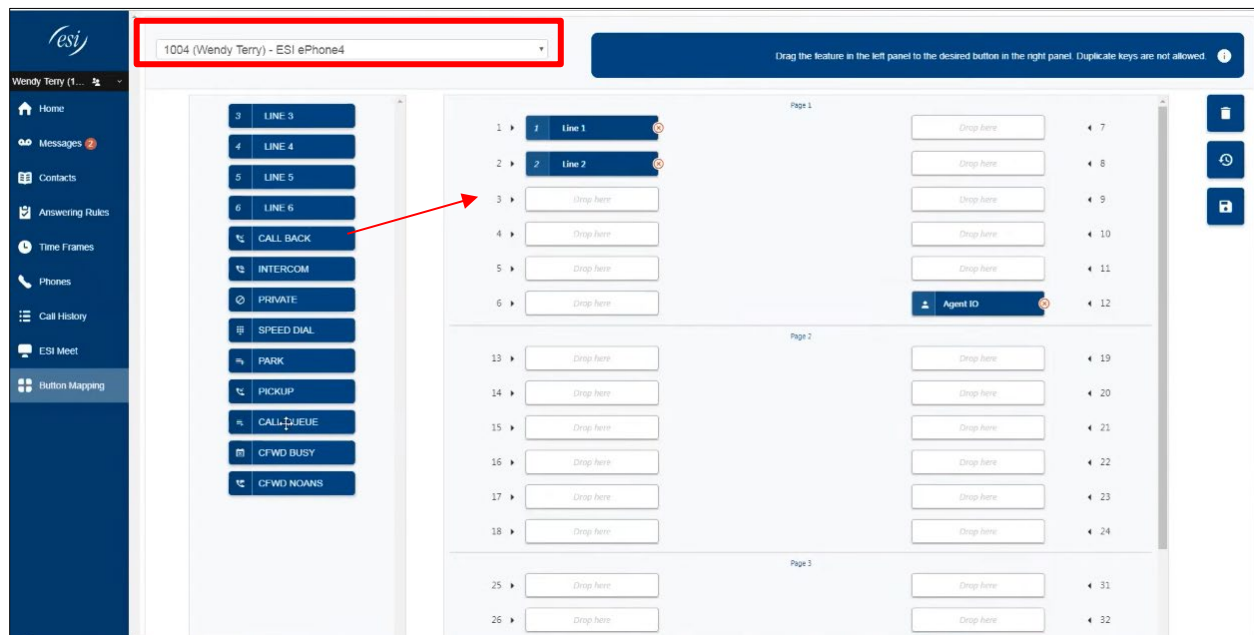 esi
1004 (Wendy Terry) - ESI ePhone4
Drag the feature in the left panel to the desired button in the right panel. Duplicate keys are not allowed.
Wendy Terry (1...
Home
Messages 2
Contacts
Answering Rules
Time Frames
Phones
Call History
ESI Meet
Button Mapping
3 LINE 3
4 LINE 4
5 LINE 5
6 LINE 6
CALL BACK
INTERCOM
PRIVATE
SPEED DIAL
PARK
PICKUP
CALL QUEUE
CFWD BUSY
CFWD NOANS
Page 1
1 1 Line 1 Drop here 7
2 2 Line 2 Drop here 8
3 Drop here Drop here 9
4 Drop here Drop here 10
5 Drop here Drop here 11
6 Drop here Agent IO 12
Page 2
13 Drop here Drop here 19
14 Drop here Drop here 20
15 Drop here Drop here 21
16 Drop here Drop here 22
17 Drop here Drop here 23
18 Drop here Drop here 24
Page 3
25 Drop here Drop here 31
26 Drop here Drop here 32